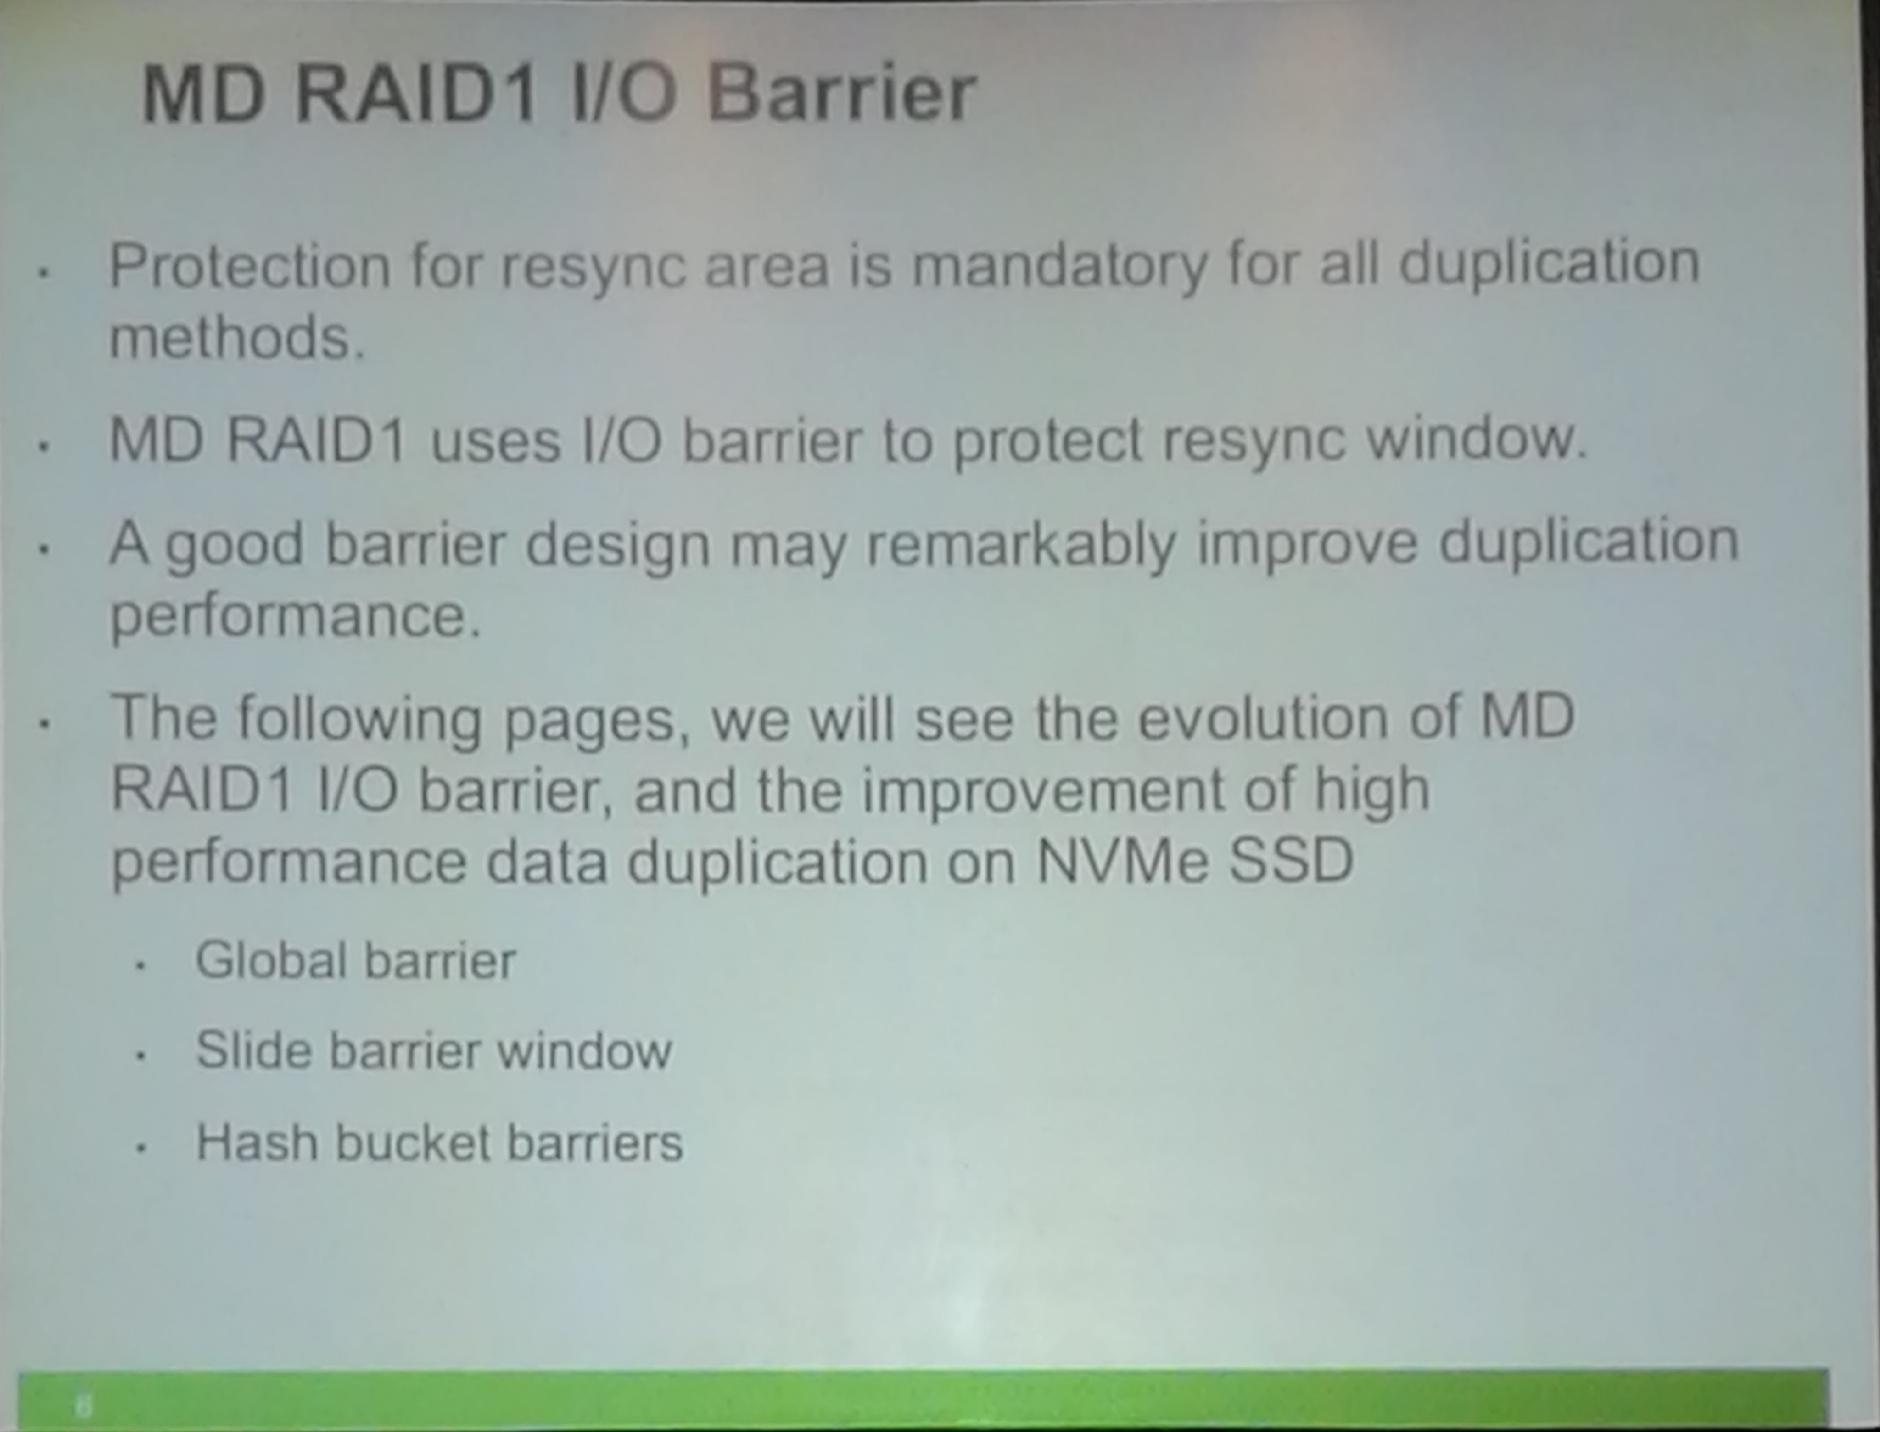 MD RAID1 I/O Barrier
· Protection for resync area is mandatory for all duplication
methods.
· MD RAID1 uses I/O barrier to protect resync window.
· A good barrier design may remarkably improve duplication
performance.
· The following pages, we will see the evolution of MD
RAID1 I/O barrier, and the improvement of high
performance data duplication on NVMe SSD
· Global barrier
· Slide barrier window
· Hash bucket barriers